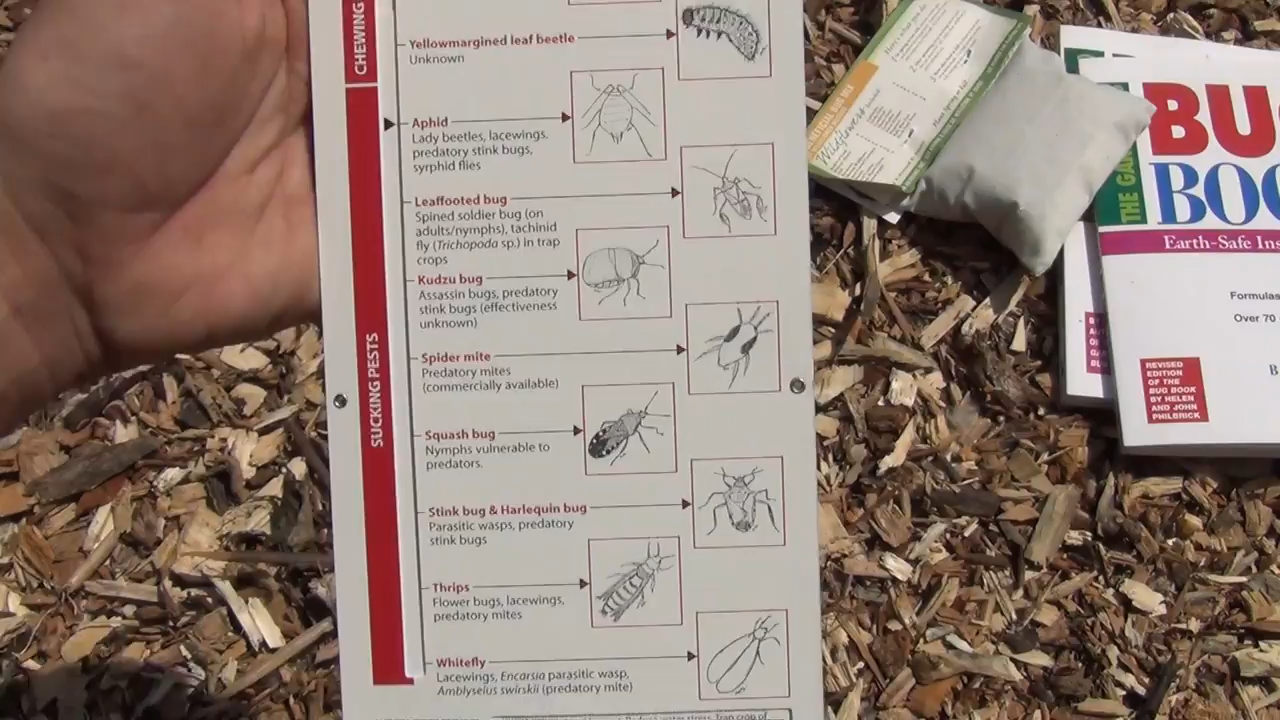 CHEWING
Yellowmargined leaf beetle
Unknown
SUCKING PESTS
Aphid
Lady beetles, lacewings,
predatory stink bugs,
syrphid flies
Leaffooted bug
Spined soldier bug (on
adults/nymphs), tachinid
fly (Trichopoda sp.) in trap
crops
Kudzu bug
Assassin bugs, predatory
stink bugs (effectiveness
unknown)
Spider mite
Predatory mites
(commercially available)
Squash bug
Nymphs vulnerable to
predators.
Stink bug & Harlequin bug
Parasitic wasps, predatory
stink bugs
Thrips
Flower bugs, lacewings,
predatory mites
Whitefly
Lacewings, Encarsia parasitic wasp,
Amblyseius swirskii (predatory mite)
Wildflowers
THE GA
BU
BOO
Earth-Safe Ins
Formulas
Over 70
B
REVISED
EDITION
OF THE
BUG BOOK
BY HELEN
AND JOHN
PHILBRICK